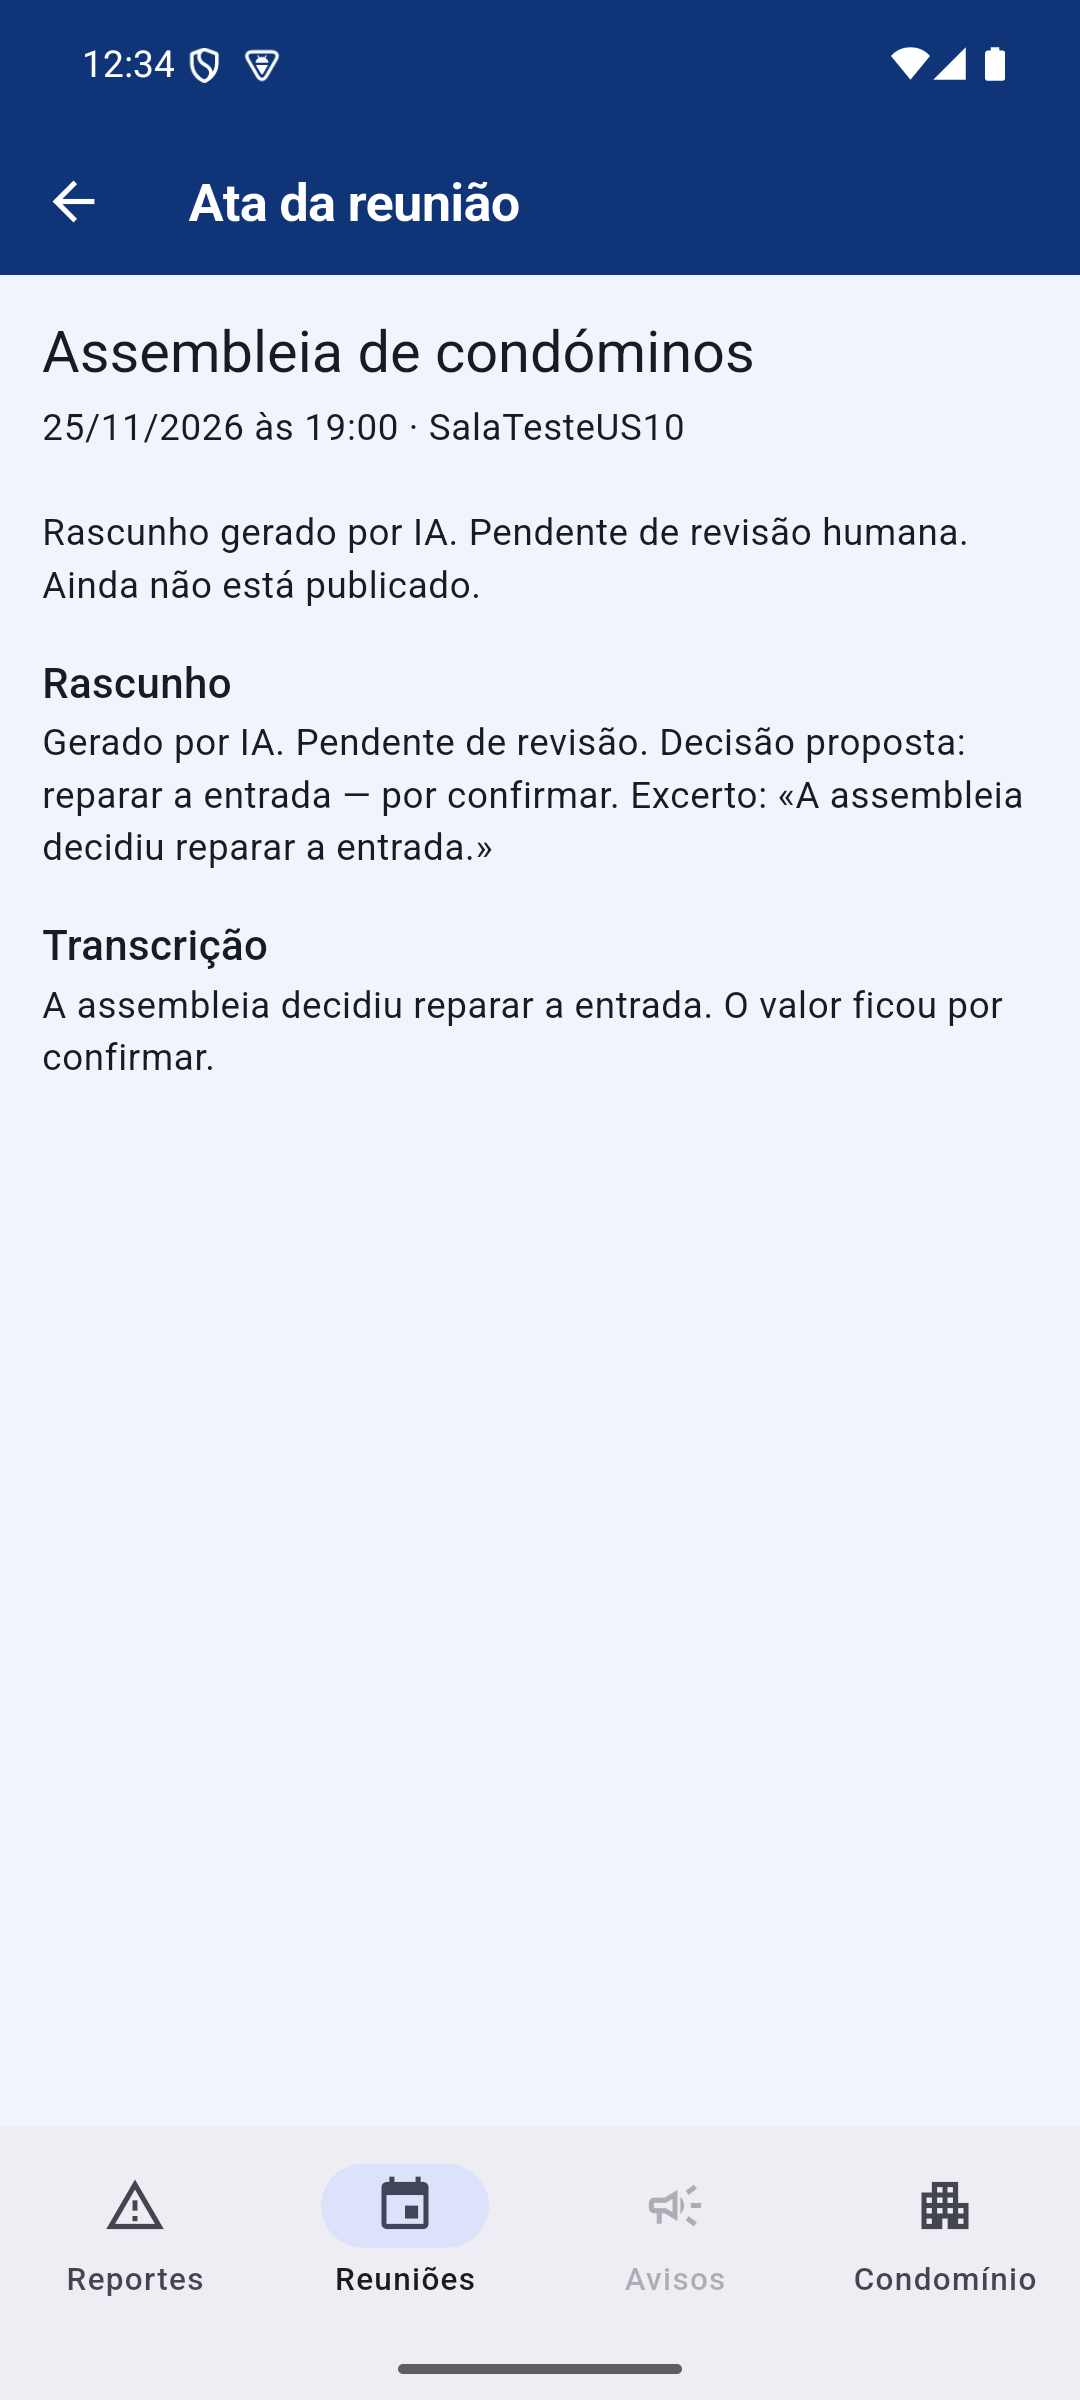 12:34
Ata da reunião
Assembleia de condóminos
25/11/2026 às 19:00 · SalaTesteUS10
Rascunho gerado por IA. Pendente de revisão humana.
Ainda não está publicado.
Rascunho
Gerado por IA. Pendente de revisão. Decisão proposta:
reparar a entrada — por confirmar. Excerto: «A assembleia
decidiu reparar a entrada.»
Transcrição
A assembleia decidiu reparar a entrada. O valor ficou por
confirmar.
Reportes
Reuniões
Avisos
Condomínio